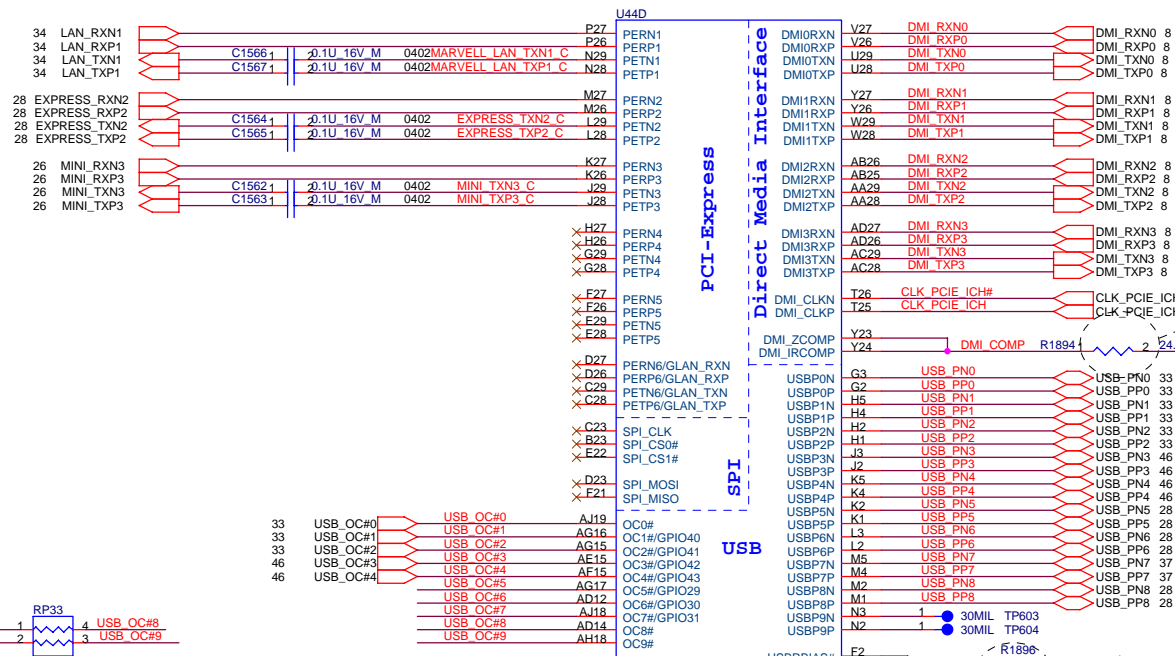 U44D
34 LAN_RXN1 P27 PERN1 DMI0RXN V27 DMI_RXN0 DMI_RXN0 8
34 LAN_RXP1 P26 PERP1 DMI0RXP V26 DMI_RXP0 DMI_RXP0 8
34 LAN_TXN1 C1566 1 2 0.1U_16V_M 0402 MARVELL_LAN_TXN1_C N29 PETN1 DMI0TXN U29 DMI_TXN0 DMI_TXN0 8
34 LAN_TXP1 C1567 1 2 0.1U_16V_M 0402 MARVELL_LAN_TXP1_C N28 PETP1 DMI0TXP U28 DMI_TXP0 DMI_TXP0 8
28 EXPRESS_RXN2 M27 PERN2 DMI1RXN Y27 DMI_RXN1 DMI_RXN1 8
28 EXPRESS_RXP2 M26 PERP2 DMI1RXP Y26 DMI_RXP1 DMI_RXP1 8
28 EXPRESS_TXN2 C1564 1 2 0.1U_16V_M 0402 EXPRESS_TXN2_C L29 PETN2 DMI1TXN W29 DMI_TXN1 DMI_TXN1 8
28 EXPRESS_TXP2 C1565 1 2 0.1U_16V_M 0402 EXPRESS_TXP2_C L28 PETP2 DMI1TXP W28 DMI_TXP1 DMI_TXP1 8
26 MINI_RXN3 K27 PERN3 DMI2RXN AB26 DMI_RXN2 DMI_RXN2 8
26 MINI_RXP3 K26 PERP3 DMI2RXP AB25 DMI_RXP2 DMI_RXP2 8
26 MINI_TXN3 C1562 1 2 0.1U_16V_M 0402 MINI_TXN3_C J29 PETN3 DMI2TXN AA29 DMI_TXN2 DMI_TXN2 8
26 MINI_TXP3 C1563 1 2 0.1U_16V_M 0402 MINI_TXP3_C J28 PETP3 DMI2TXP AA28 DMI_TXP2 DMI_TXP2 8
H27 PERN4 DMI3RXN AD27 DMI_RXN3 DMI_RXN3 8
H26 PERP4 DMI3RXP AD26 DMI_RXP3 DMI_RXP3 8
G29 PETN4 DMI3TXN AC29 DMI_TXN3 DMI_TXN3 8
G28 PETP4 DMI3TXP AC28 DMI_TXP3 DMI_TXP3 8
PCI-Express
Direct Media Interface
F27 PERN5 DMI_CLKN T26 CLK_PCIE_ICH# CLK_PCIE_ICH
F26 PERP5 DMI_CLKP T25 CLK_PCIE_ICH CLK_PCIE_ICH
E29 PETN5
E28 PETP5 DMI_ZCOMP Y23
DMI_IRCOMP Y24 DMI_COMP R1894 1 2 24.
D27 PERN6/GLAN_RXN
D26 PERP6/GLAN_RXP USBP0N G3 USB_PN0 USB_PN0 33
C29 PETN6/GLAN_TXN USBP0P G2 USB_PP0 USB_PP0 33
C28 PETP6/GLAN_TXP USBP1N H5 USB_PN1 USB_PN1 33
USBP1P H4 USB_PP1 USB_PP1 33
C23 SPI_CLK USBP2N H2 USB_PN2 USB_PN2 33
B23 SPI_CS0# USBP2P H1 USB_PP2 USB_PP2 33
E22 SPI_CS1# USBP3N J3 USB_PN3 USB_PN3 46
USBP3P J2 USB_PP3 USB_PP3 46
D23 SPI_MOSI USBP4N K5 USB_PN4 USB_PN4 46
F21 SPI_MISO USBP4P K4 USB_PP4 USB_PP4 46
SPI
USBP5N K2 USB_PN5 USB_PN5 28
33 USB_OC#0 USB_OC#0 AJ19 OC0# USBP5P K1 USB_PP5 USB_PP5 28
33 USB_OC#1 USB_OC#1 AG16 OC1#/GPIO40 USBP6N L3 USB_PN6 USB_PN6 28
33 USB_OC#2 USB_OC#2 AG15 OC2#/GPIO41 USBP6P L2 USB_PP6 USB_PP6 28
USB
46 USB_OC#3 USB_OC#3 AE15 OC3#/GPIO42 USBP7N M5 USB_PN7 USB_PN7 37
46 USB_OC#4 USB_OC#4 AF15 OC4#/GPIO43 USBP7P M4 USB_PP7 USB_PP7 37
USB_OC#5 AG17 OC5#/GPIO29 USBP8N M2 USB_PN8 USB_PN8 28
USB_OC#6 AD12 OC6#/GPIO30 USBP8P M1 USB_PP8 USB_PP8 28
USB_OC#7 AJ18 OC7#/GPIO31 USBP9N N3 1 30MIL TP603
USB_OC#8 AD14 OC8# USBP9P N2 1 30MIL TP604
USB_OC#9 AH18 OC9#
RP33
1 4 USB_OC#8
2 3 USB_OC#9
F2 R1896